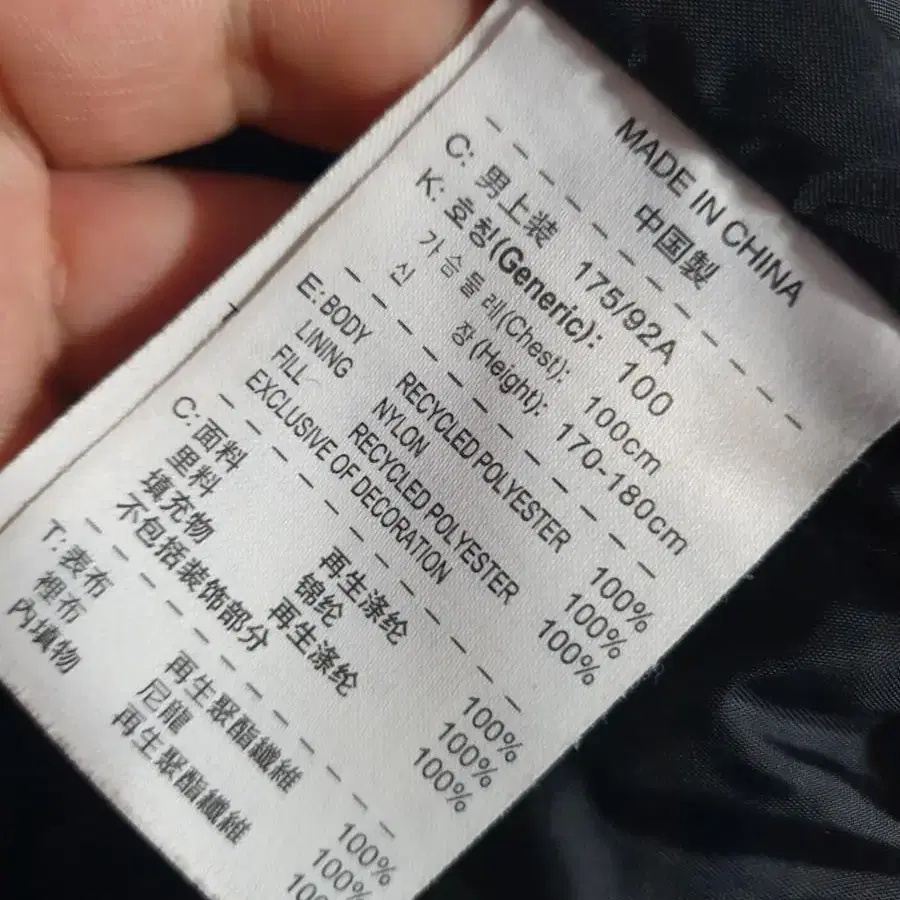 MADE IN CHINA
中国製
C: 男上装 175/92A
K: 호칭(Generic): 100
가슴둘레(Chest): 100cm
신 장(Height): 170-180cm
E: BODY RECYCLED POLYESTER 100%
LINING NYLON 100%
FILL RECYCLED POLYESTER 100%
EXCLUSIVE OF DECORATION
C: 面料 再生涤纶 100%
里料 锦纶 100%
填充物 再生涤纶 100%
不包括装饰部分
T: 表布 再生聚酯纖維 100%
裡布 尼龍 100%
內填物 再生聚酯纖維 100%